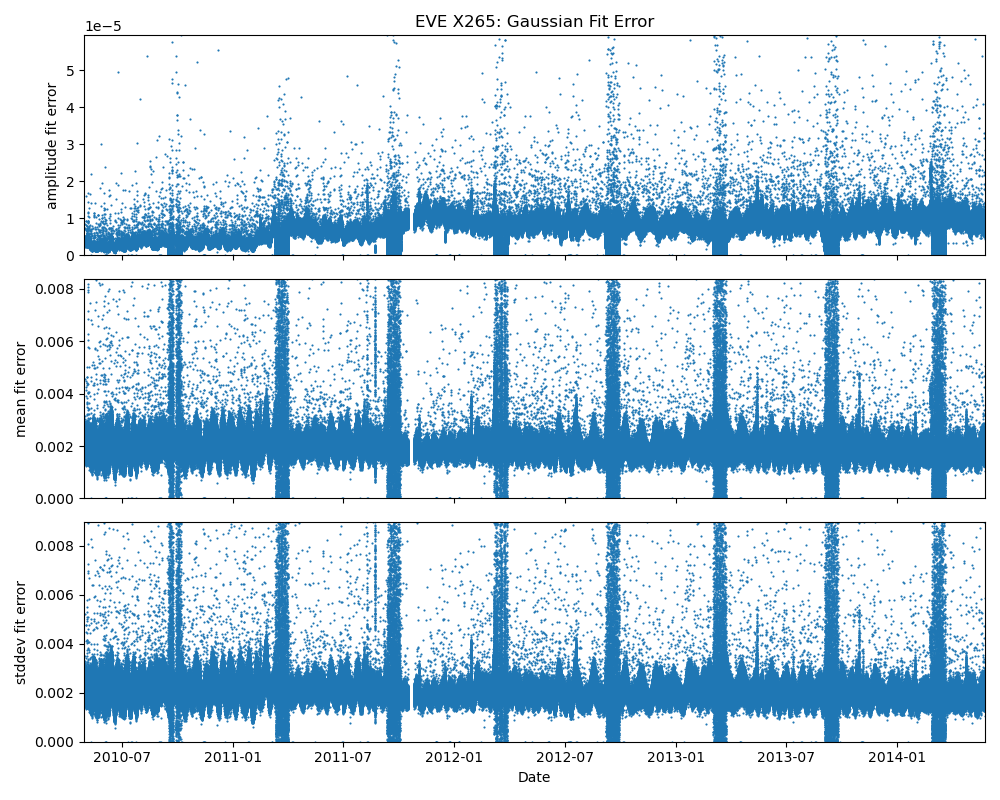 EVE X265: Gaussian Fit Error
1e−5
amplitude fit error
5
4
3
2
1
0
mean fit error
0.008
0.006
0.004
0.002
0.000
stddev fit error
0.008
0.006
0.004
0.002
0.000
2010-07 2011-01 2011-07 2012-01 2012-07 2013-01 2013-07 2014-01
Date